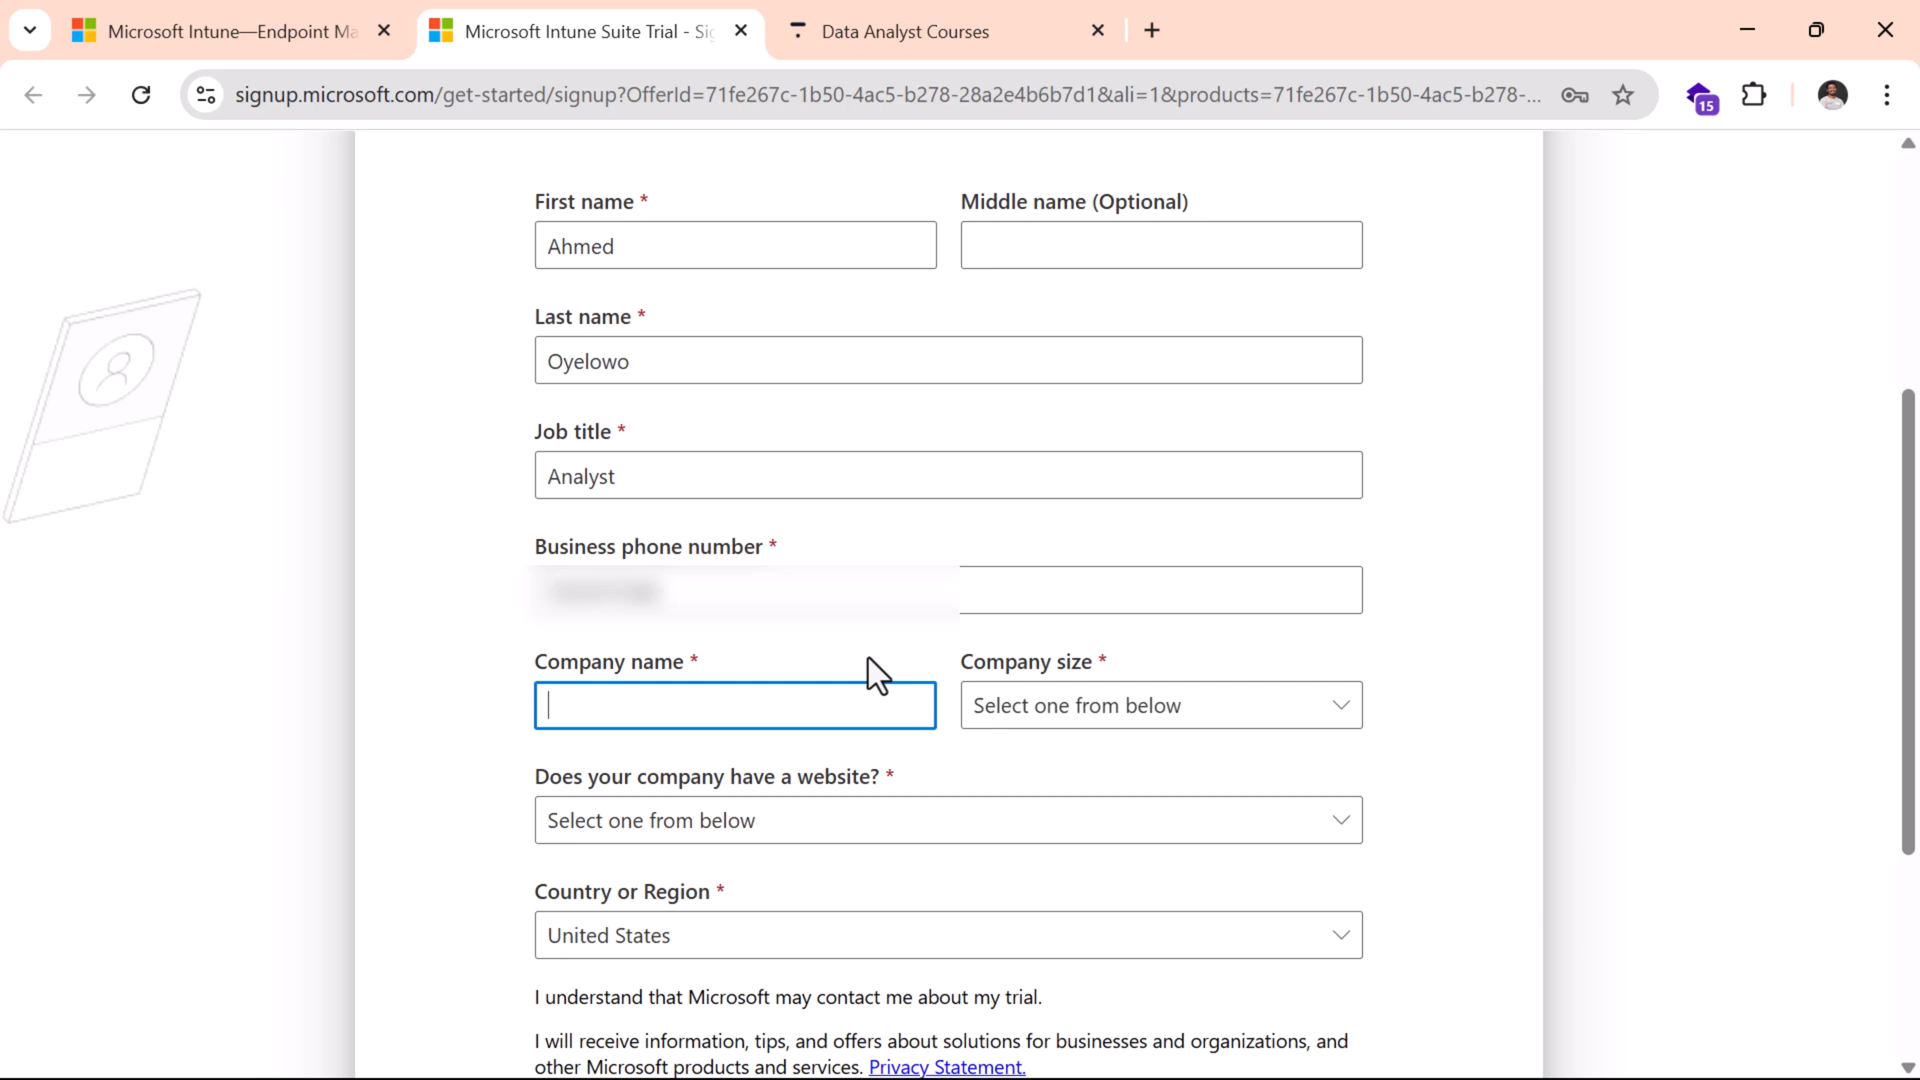 Microsoft Intune—Endpoint Ma
Microsoft Intune Suite Trial - Sig
Data Analyst Courses
signup.microsoft.com/get-started/signup?OfferId=71fe267c-1b50-4ac5-b278-28a2e4b6b7d1&ali=1&products=71fe267c-1b50-4ac5-b278-...
15
First name *
Middle name (Optional)
Ahmed
Last name *
Oyelowo
Job title *
Analyst
Business phone number *
Company name *
Company size *
Select one from below
Does your company have a website? *
Select one from below
Country or Region *
United States
I understand that Microsoft may contact me about my trial.
I will receive information, tips, and offers about solutions for businesses and organizations, and
other Microsoft products and services. Privacy Statement.